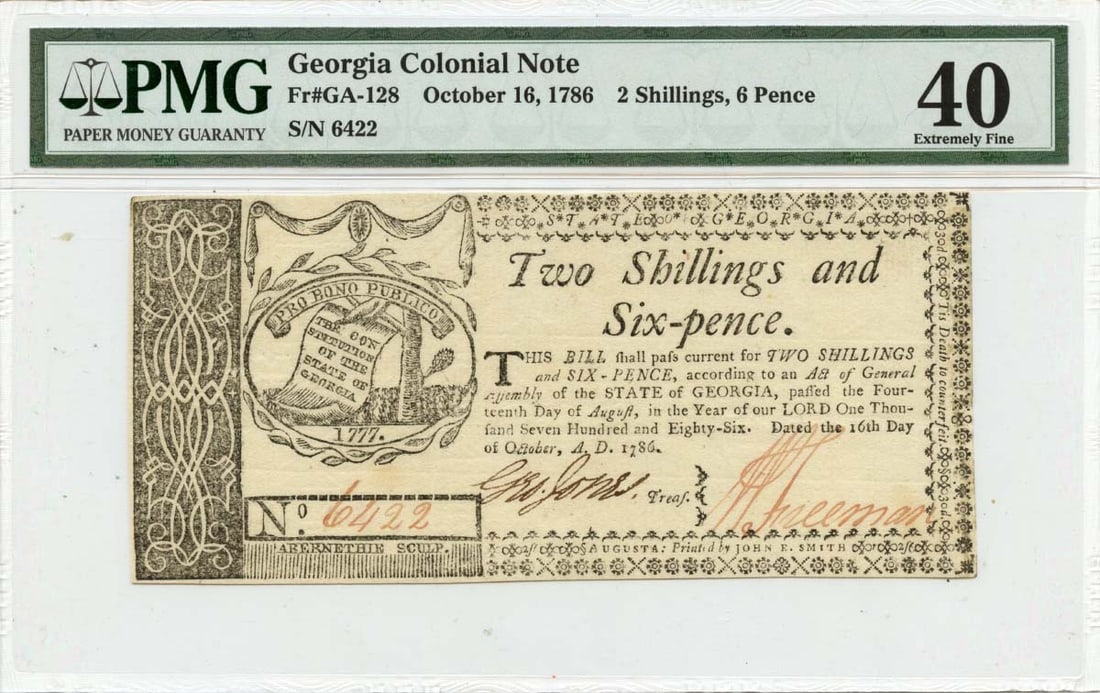 PMG
PAPER MONEY GUARANTY
Georgia Colonial Note
Fr#GA-128 October 16, 1786 2 Shillings, 6 Pence
S/N 6422
40
Extremely Fine
S*T*A*T*E G*E*O*R*G*I*A
PRO BONO PUBLICO
THE CON
STITUTION
OF THE
STATE OF
GEORGIA
1777.
Two Shillings and
Six-pence.
THIS BILL ſhall paſs current for TWO SHILLINGS
and SIX-PENCE, according to an Act of General
Aſſembly of the STATE of GEORGIA, paſſed the Four-
teenth Day of Auguſt, in the Year of our LORD One Thou-
ſand Seven Hundred and Eighty-Six. Dated the 16th Day
of October, A. D. 1786.
Geo. Jones. Treaſ.
Freeman
'Tis Death to counterfeit
No. 6422
ABERNETHIE SCULP.
AUGUSTA: Printed by JOHN E. SMITH